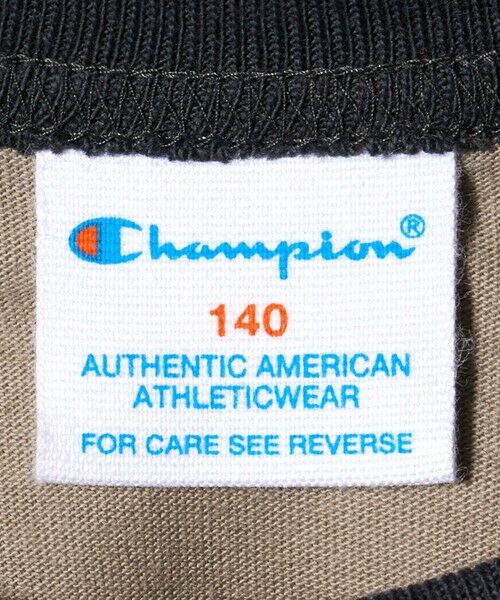 Champion®
140
AUTHENTIC AMERICAN
ATHLETICWEAR
FOR CARE SEE REVERSE